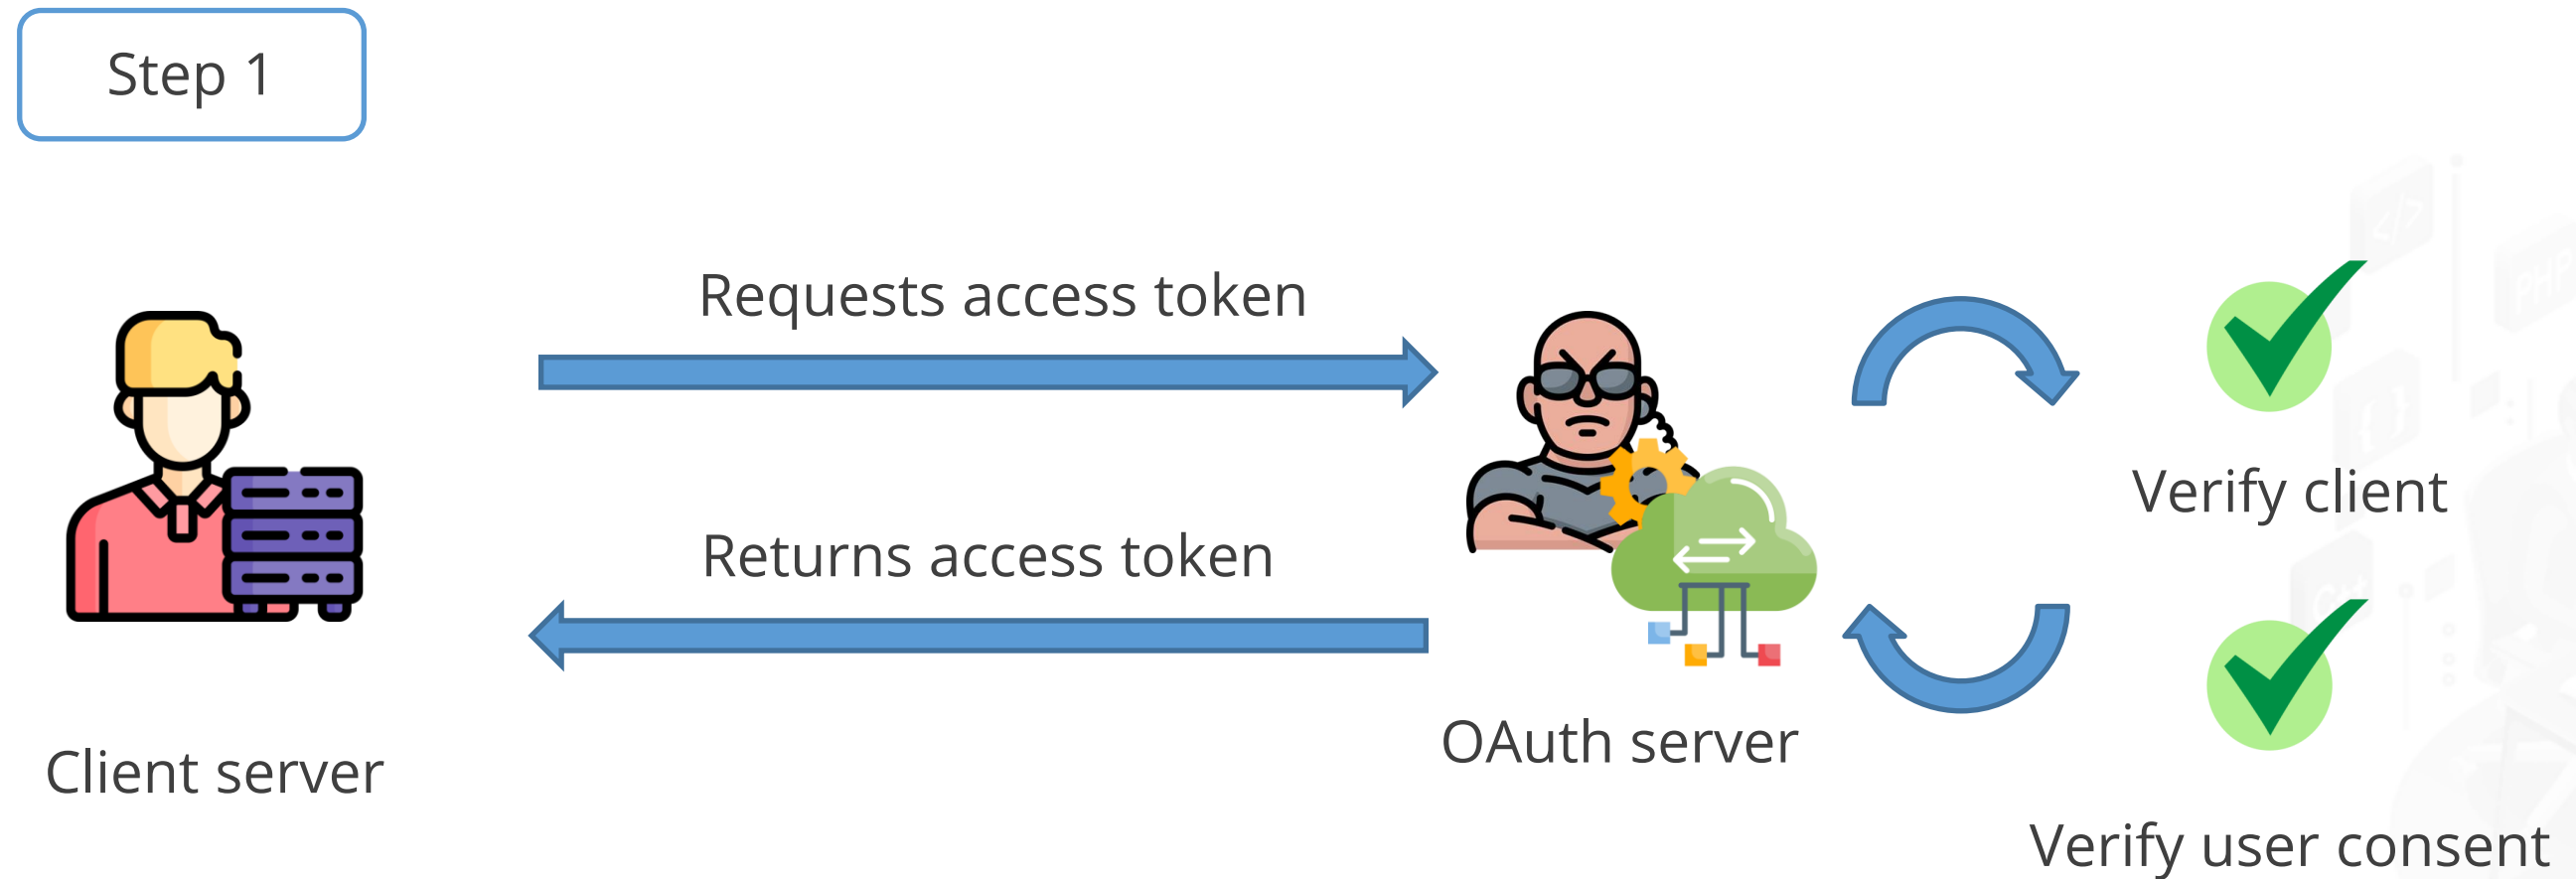 Step 1
Requests access token
Returns access token
Client server
OAuth server
Verify client
Verify user consent